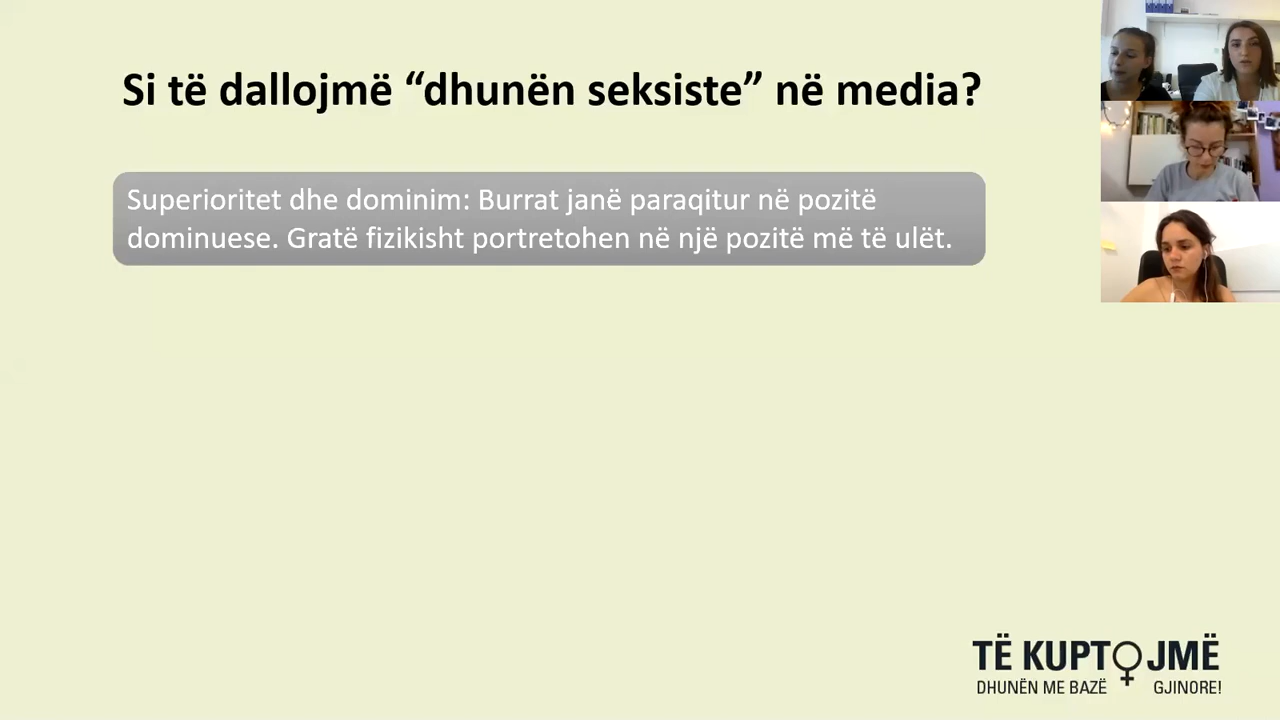 Si të dallojmë “dhunën seksiste” në media?
Superioritet dhe dominim: Burrat janë paraqitur në pozitë
dominuese. Gratë fizikisht portretohen në një pozitë më të ulët.
TË KUPTOJMË
DHUNËN ME BAZË GJINORE!